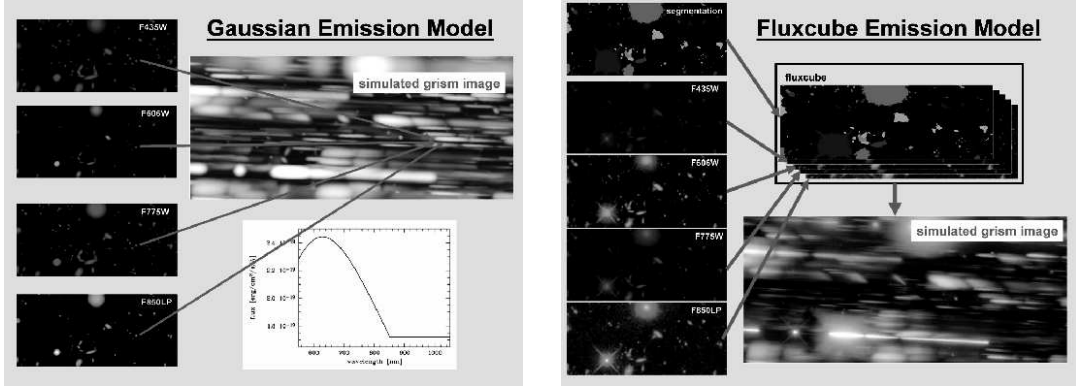 Gaussian Emission Model
F435W
simulated grism image
F606W
F775W
F850LP
wavelength [nm]
Fluxcube Emission Model
segmentation
fluxcube
F435W
F606W
F775W
simulated grism image
F850LP